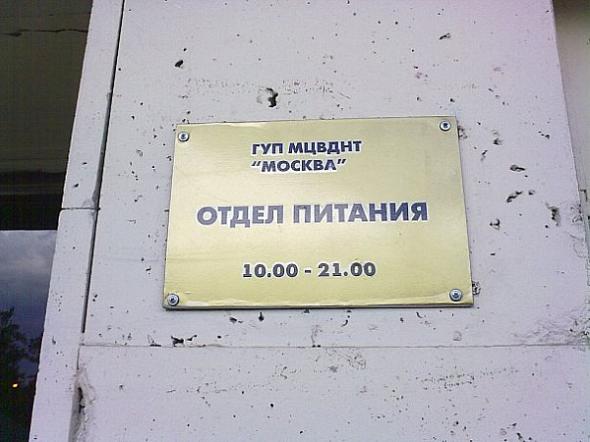 ГУП МЦВДНТ
"МОСКВА"
ОТДЕЛ ПИТАНИЯ
10.00 - 21.00